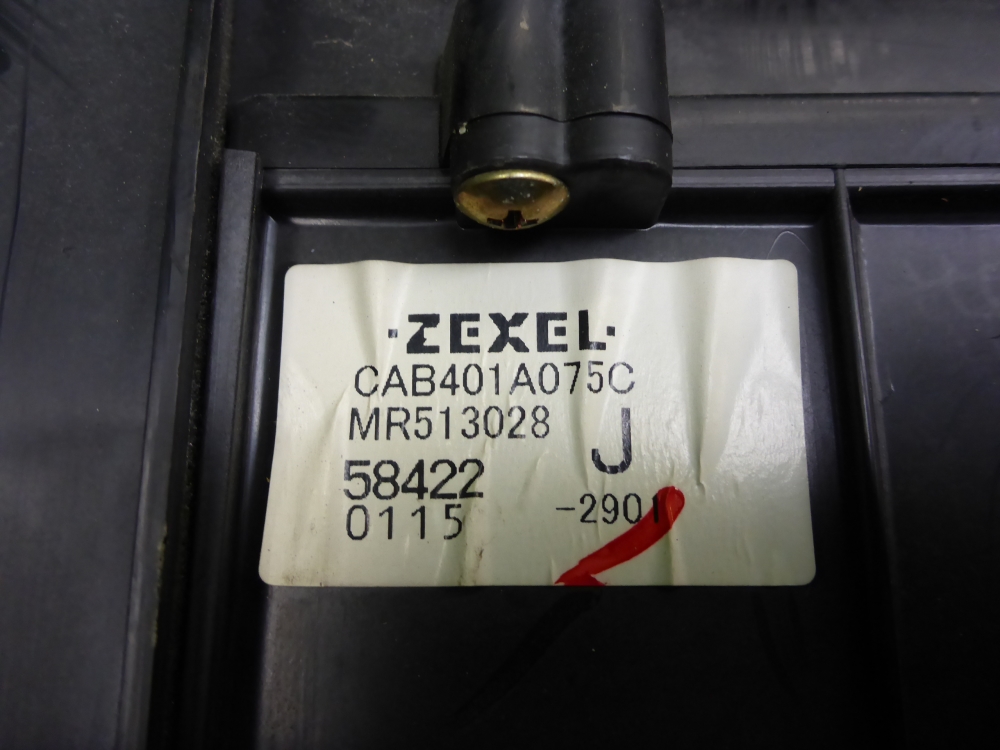 ·ZEXEL·
CAB401A075C
MR513028
J
58422
0115 -2901